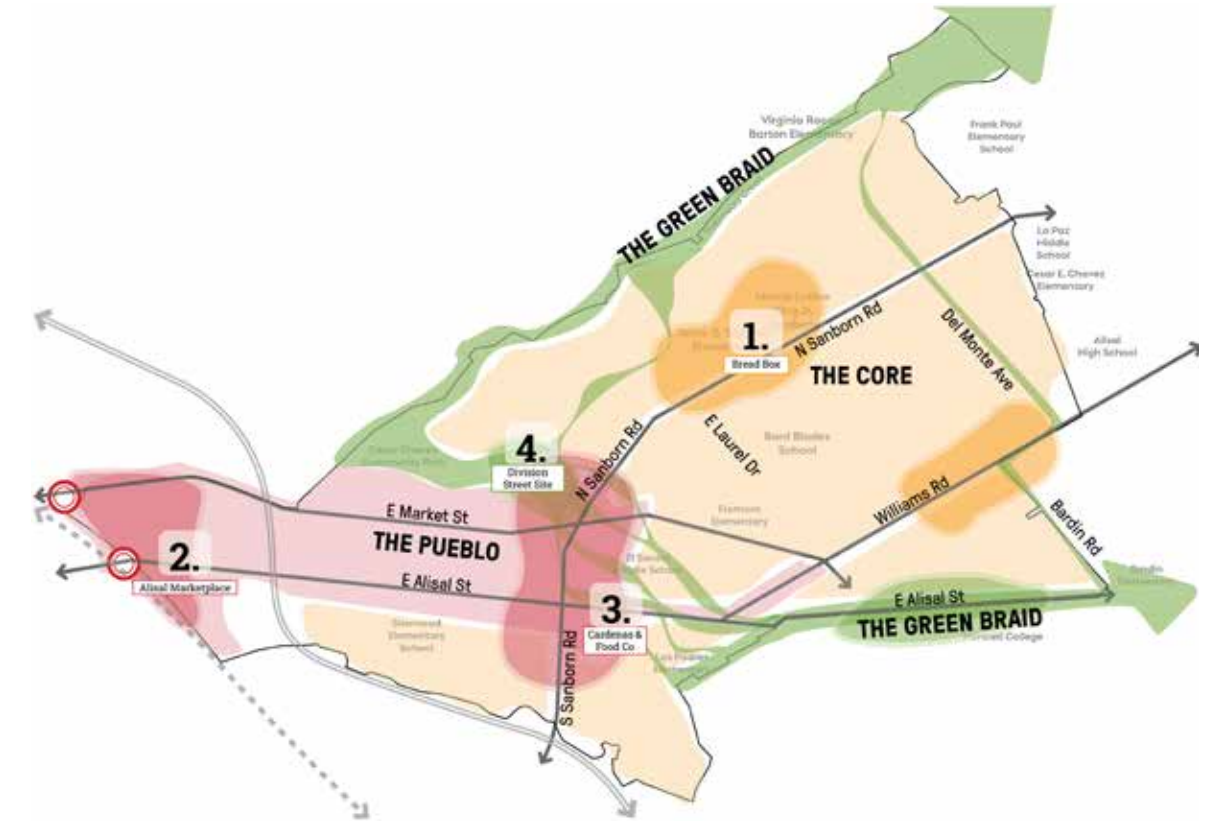 Virginia Rocca
Barton Elementary
Frank Paul
Elementary
School
THE GREEN BRAID
La Paz
Middle
School
Cesar E. Chavez
Elementary
1.
Bread Box
N Sanborn Rd
THE CORE
Del Monte Ave
Alisal
High School
4.
Division
Street Site
N Sanborn Rd
E Laurel Dr
Bard Blades
School
Williams Rd
E Market St
THE PUEBLO
Elementary
Bardin Rd
2.
Alisal Marketplace
E Alisal St
3.
Cardenas &
Food Co
Sherwood
Elementary
School
E Alisal St
THE GREEN BRAID
College
S Sanborn Rd